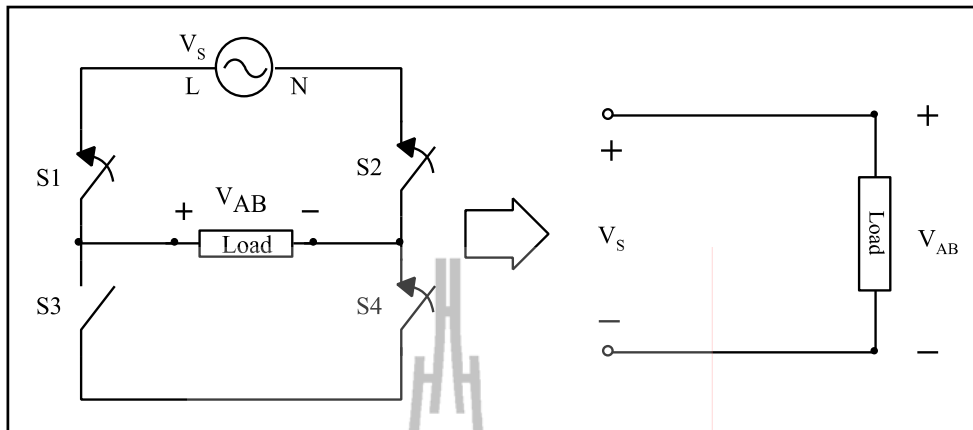 V_S
L N
S1
S2
V_AB
+ −
Load
S3
S4
+
+
V_S
Load
V_AB
−
−